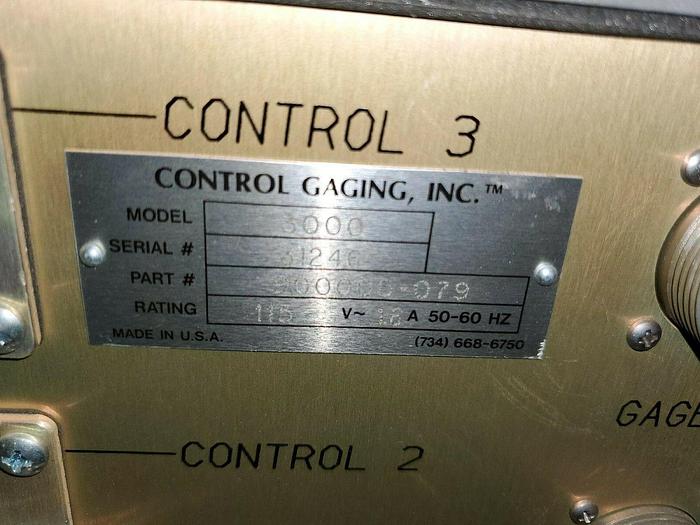 CONTROL 3
CONTROL GAGING, INC.™
MODEL
SERIAL #
PART #
RATING 115 V~ A 50-60 HZ
MADE IN U.S.A. (734) 668-6750
GAGE
CONTROL 2